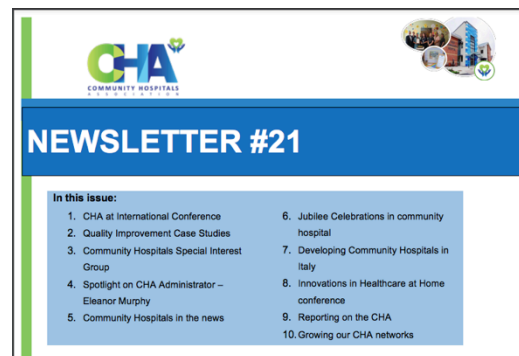 CHA
COMMUNITY HOSPITALS
ASSOCIATION
NEWSLETTER #21
In this issue:
1. CHA at International Conference
2. Quality Improvement Case Studies
3. Community Hospitals Special Interest
Group
4. Spotlight on CHA Administrator –
Eleanor Murphy
5. Community Hospitals in the news
6. Jubilee Celebrations in community
hospital
7. Developing Community Hospitals in
Italy
8. Innovations in Healthcare at Home
conference
9. Reporting on the CHA
10. Growing our CHA networks